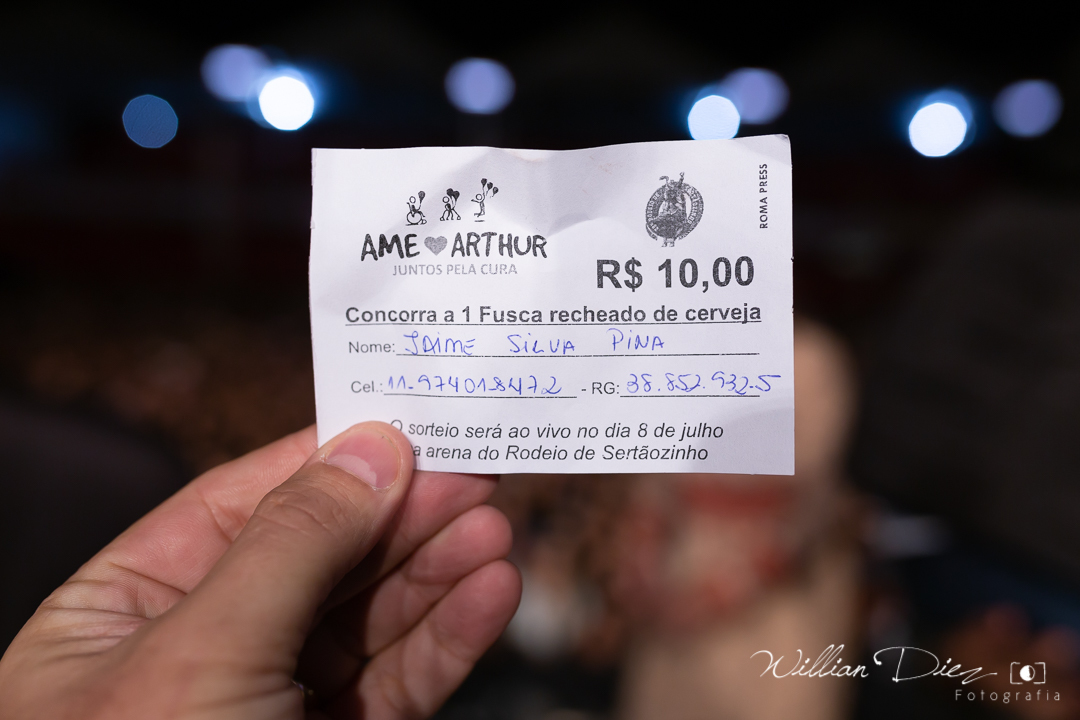 AME ARTHUR
JUNTOS PELA CURA
ROMA PRESS
R$ 10,00
Concorra a 1 Fusca recheado de cerveja
Nome: JAIME SILVA PINA
Cel.: 11-974018472 - RG: 38.852.932-5
O sorteio será ao vivo no dia 8 de julho
a arena do Rodeio de Sertãozinho
Willian Diez
Fotografia